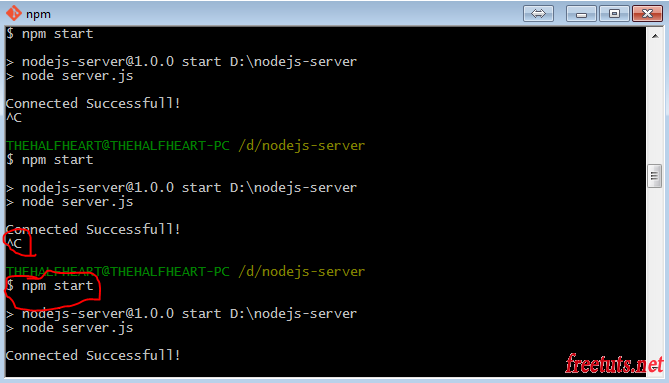 npm
$ npm start
> nodejs-server@1.0.0 start D:\nodejs-server
> node server.js
Connected Successfull!
^C
THEHALFHEART@THEHALFHEART-PC /d/nodejs-server
$ npm start
> nodejs-server@1.0.0 start D:\nodejs-server
> node server.js
Connected Successfull!
^C
THEHALFHEART@THEHALFHEART-PC /d/nodejs-server
$ npm start
> nodejs-server@1.0.0 start D:\nodejs-server
> node server.js
Connected Successfull!
freetuts.net